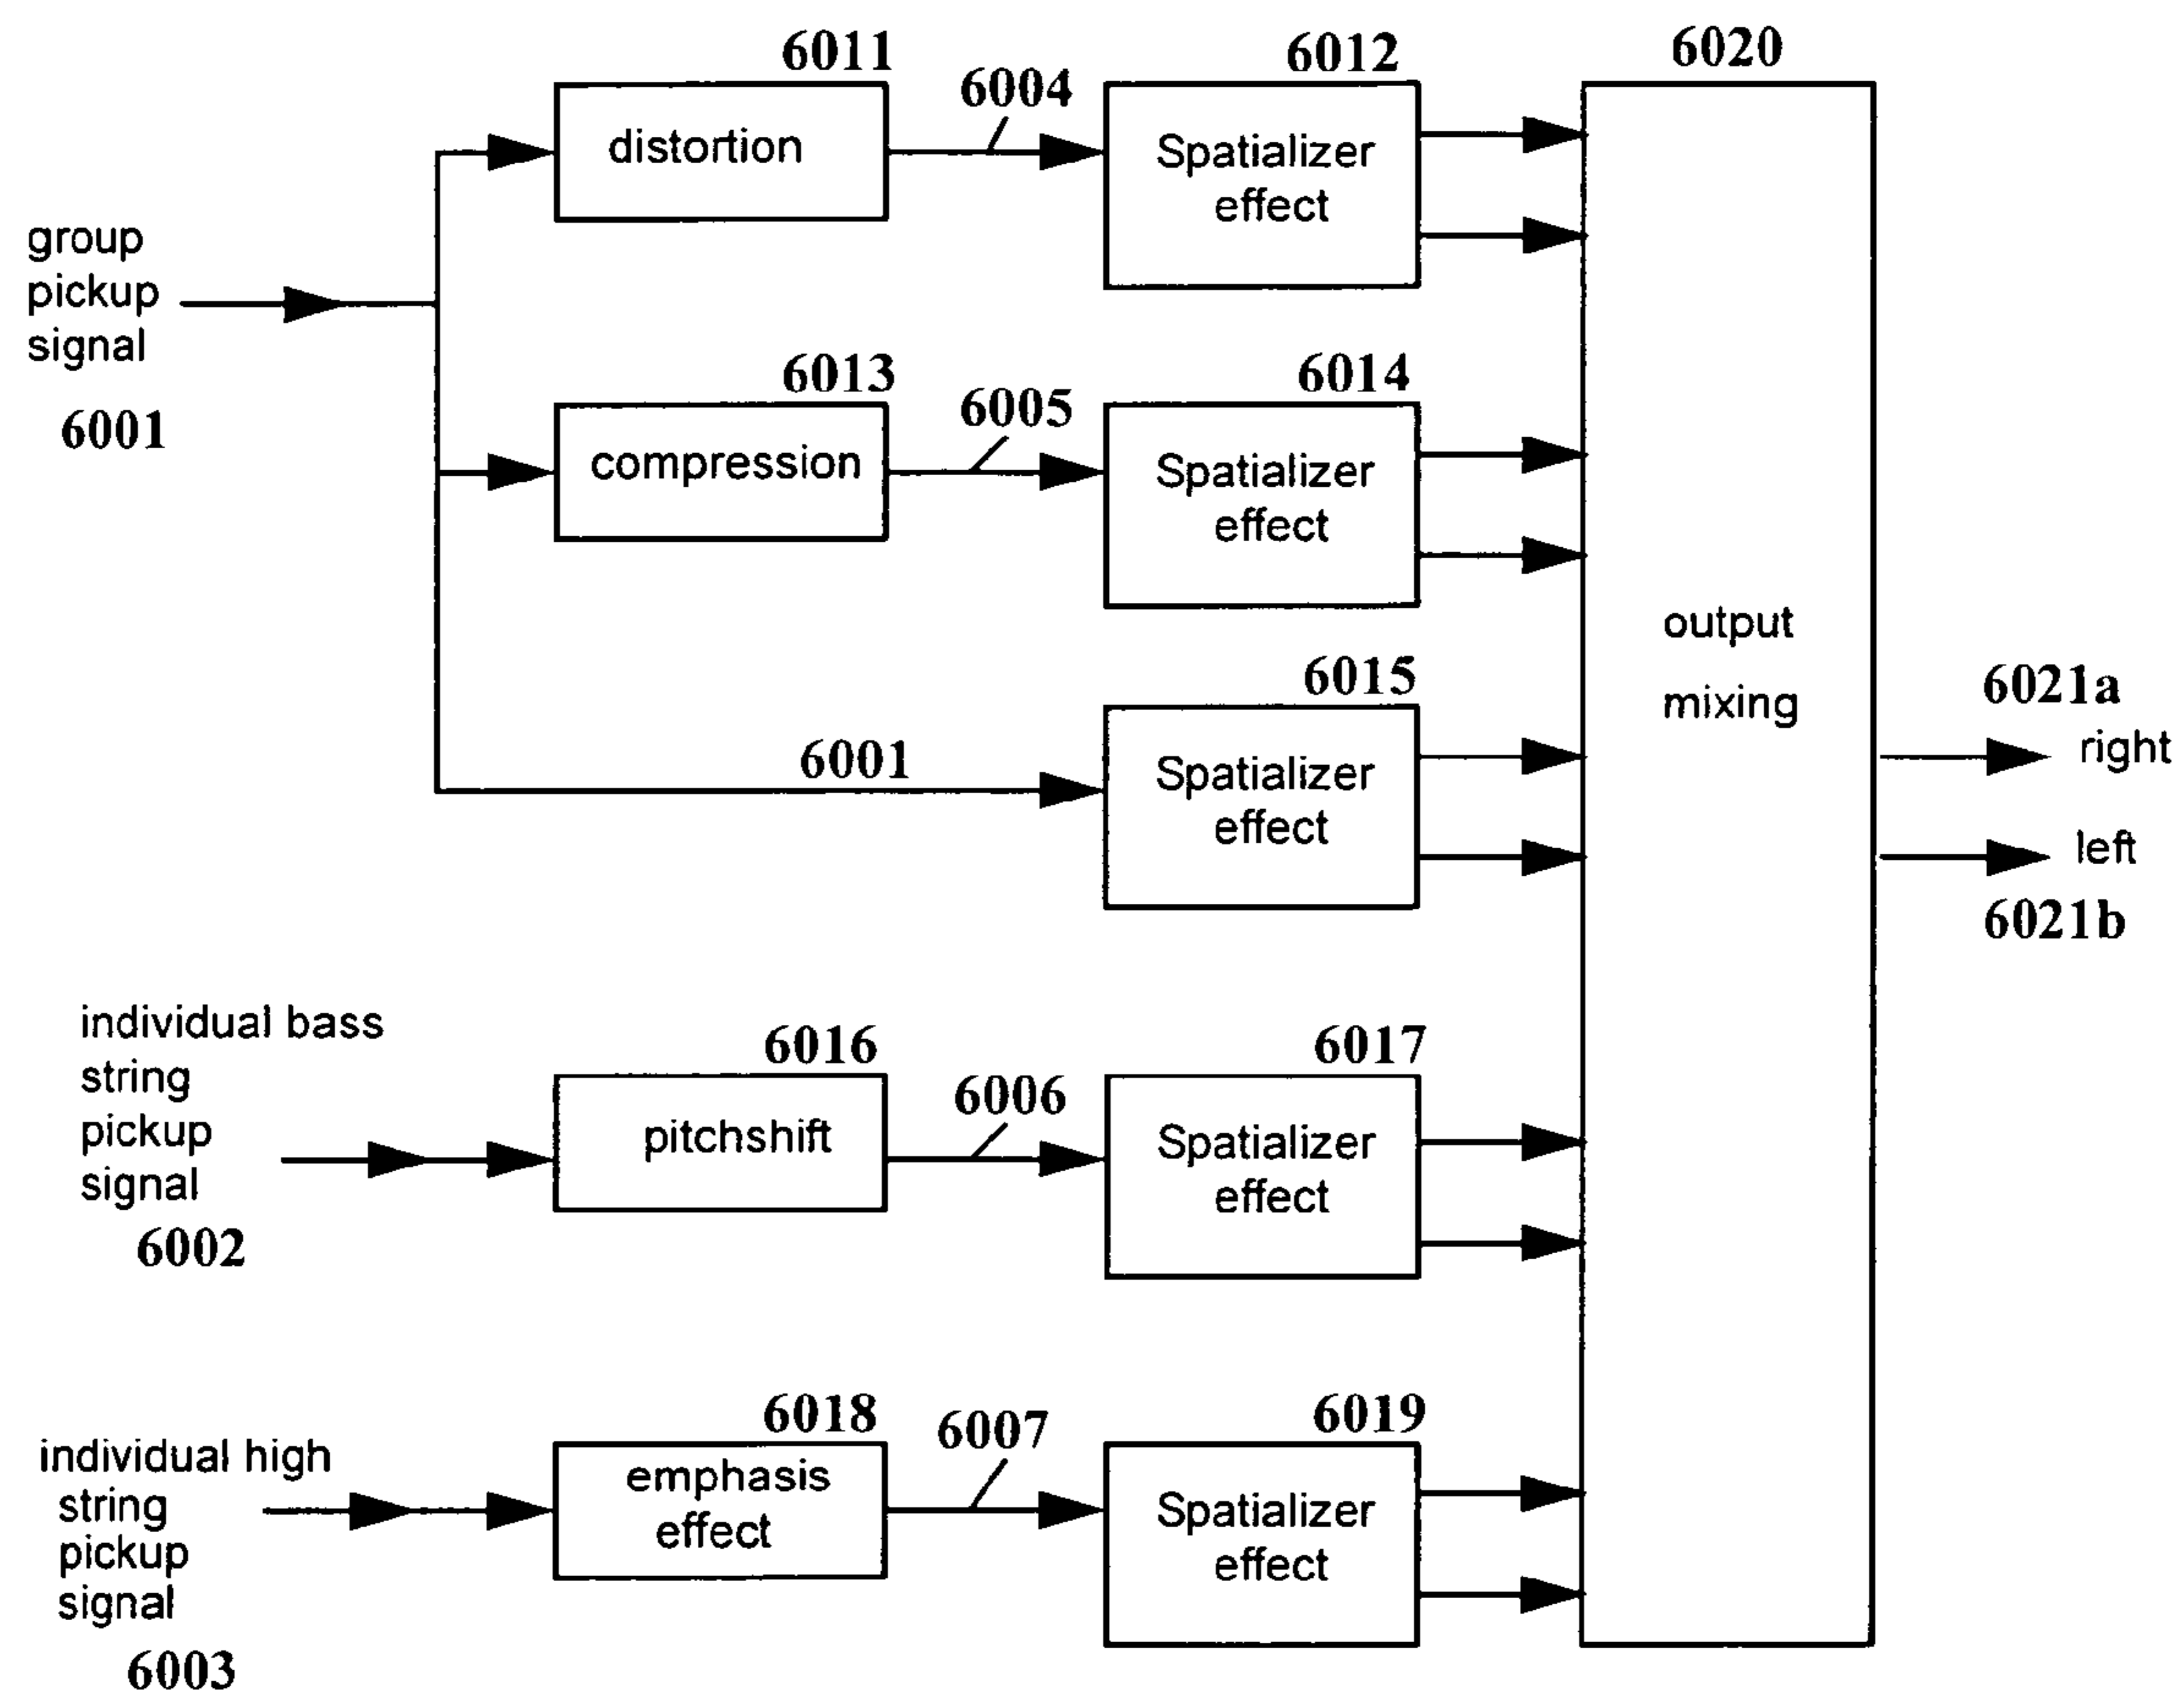 6011
6004
6012
6020
distortion
Spatializer
effect
group
pickup
signal
6001
6013
6005
6014
compression
Spatializer
effect
output
mixing
6015
6001
Spatializer
effect
6021a
right
left
6021b
individual bass
string
pickup
signal
6002
6016
6006
6017
pitchshift
Spatializer
effect
6018
6007
6019
individual high
string
pickup
signal
6003
emphasis
effect
Spatializer
effect